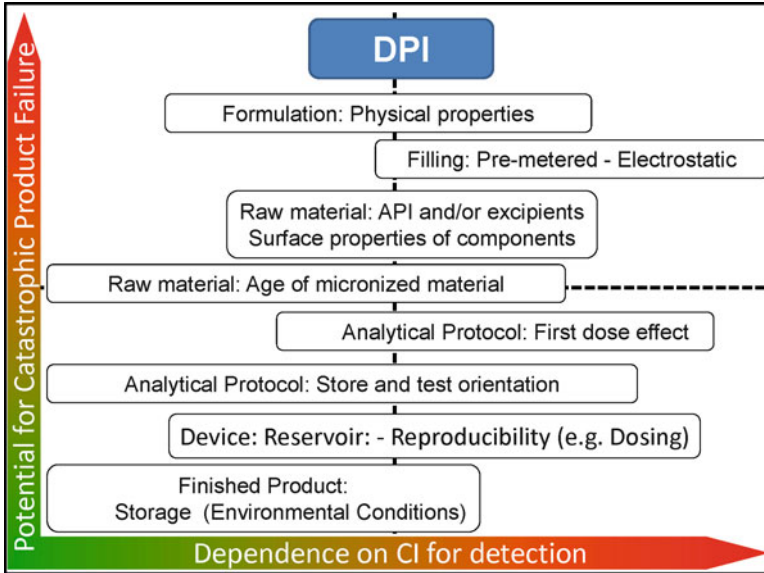 DPI
Formulation: Physical properties
Filling: Pre-metered - Electrostatic
Raw material: API and/or excipients
Surface properties of components
Raw material: Age of micronized material
Analytical Protocol: First dose effect
Analytical Protocol: Store and test orientation
Device: Reservoir: - Reproducibility (e.g. Dosing)
Finished Product:
Storage (Environmental Conditions)
Potential for Catastrophic Product Failure
Dependence on CI for detection